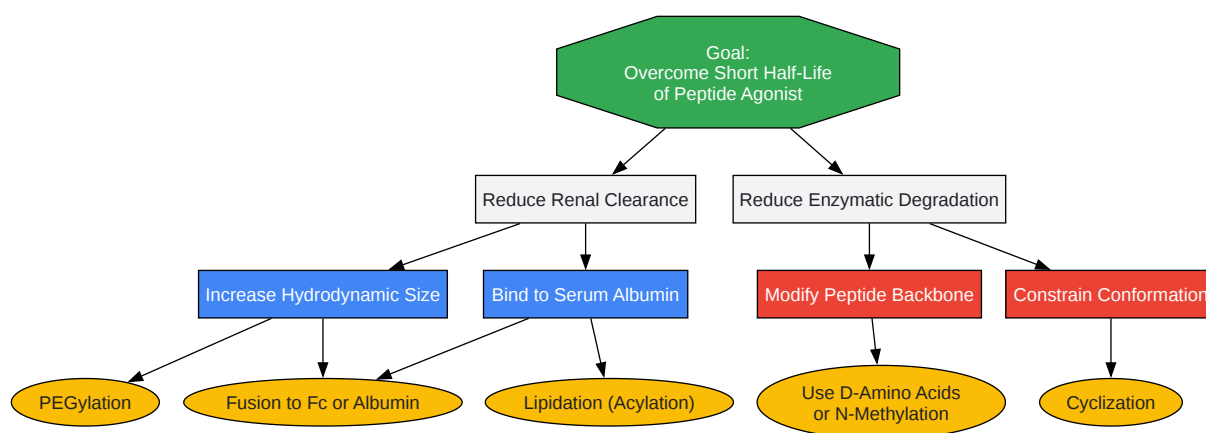 Goal:
Overcome Short Half-Life
of Peptide Agonist
Reduce Renal Clearance
Reduce Enzymatic Degradation
Increase Hydrodynamic Size
Bind to Serum Albumin
Modify Peptide Backbone
Constrain Conformation
PEGylation
Fusion to Fc or Albumin
Lipidation (Acylation)
Use D-Amino Acids
or N-Methylation
Cyclization